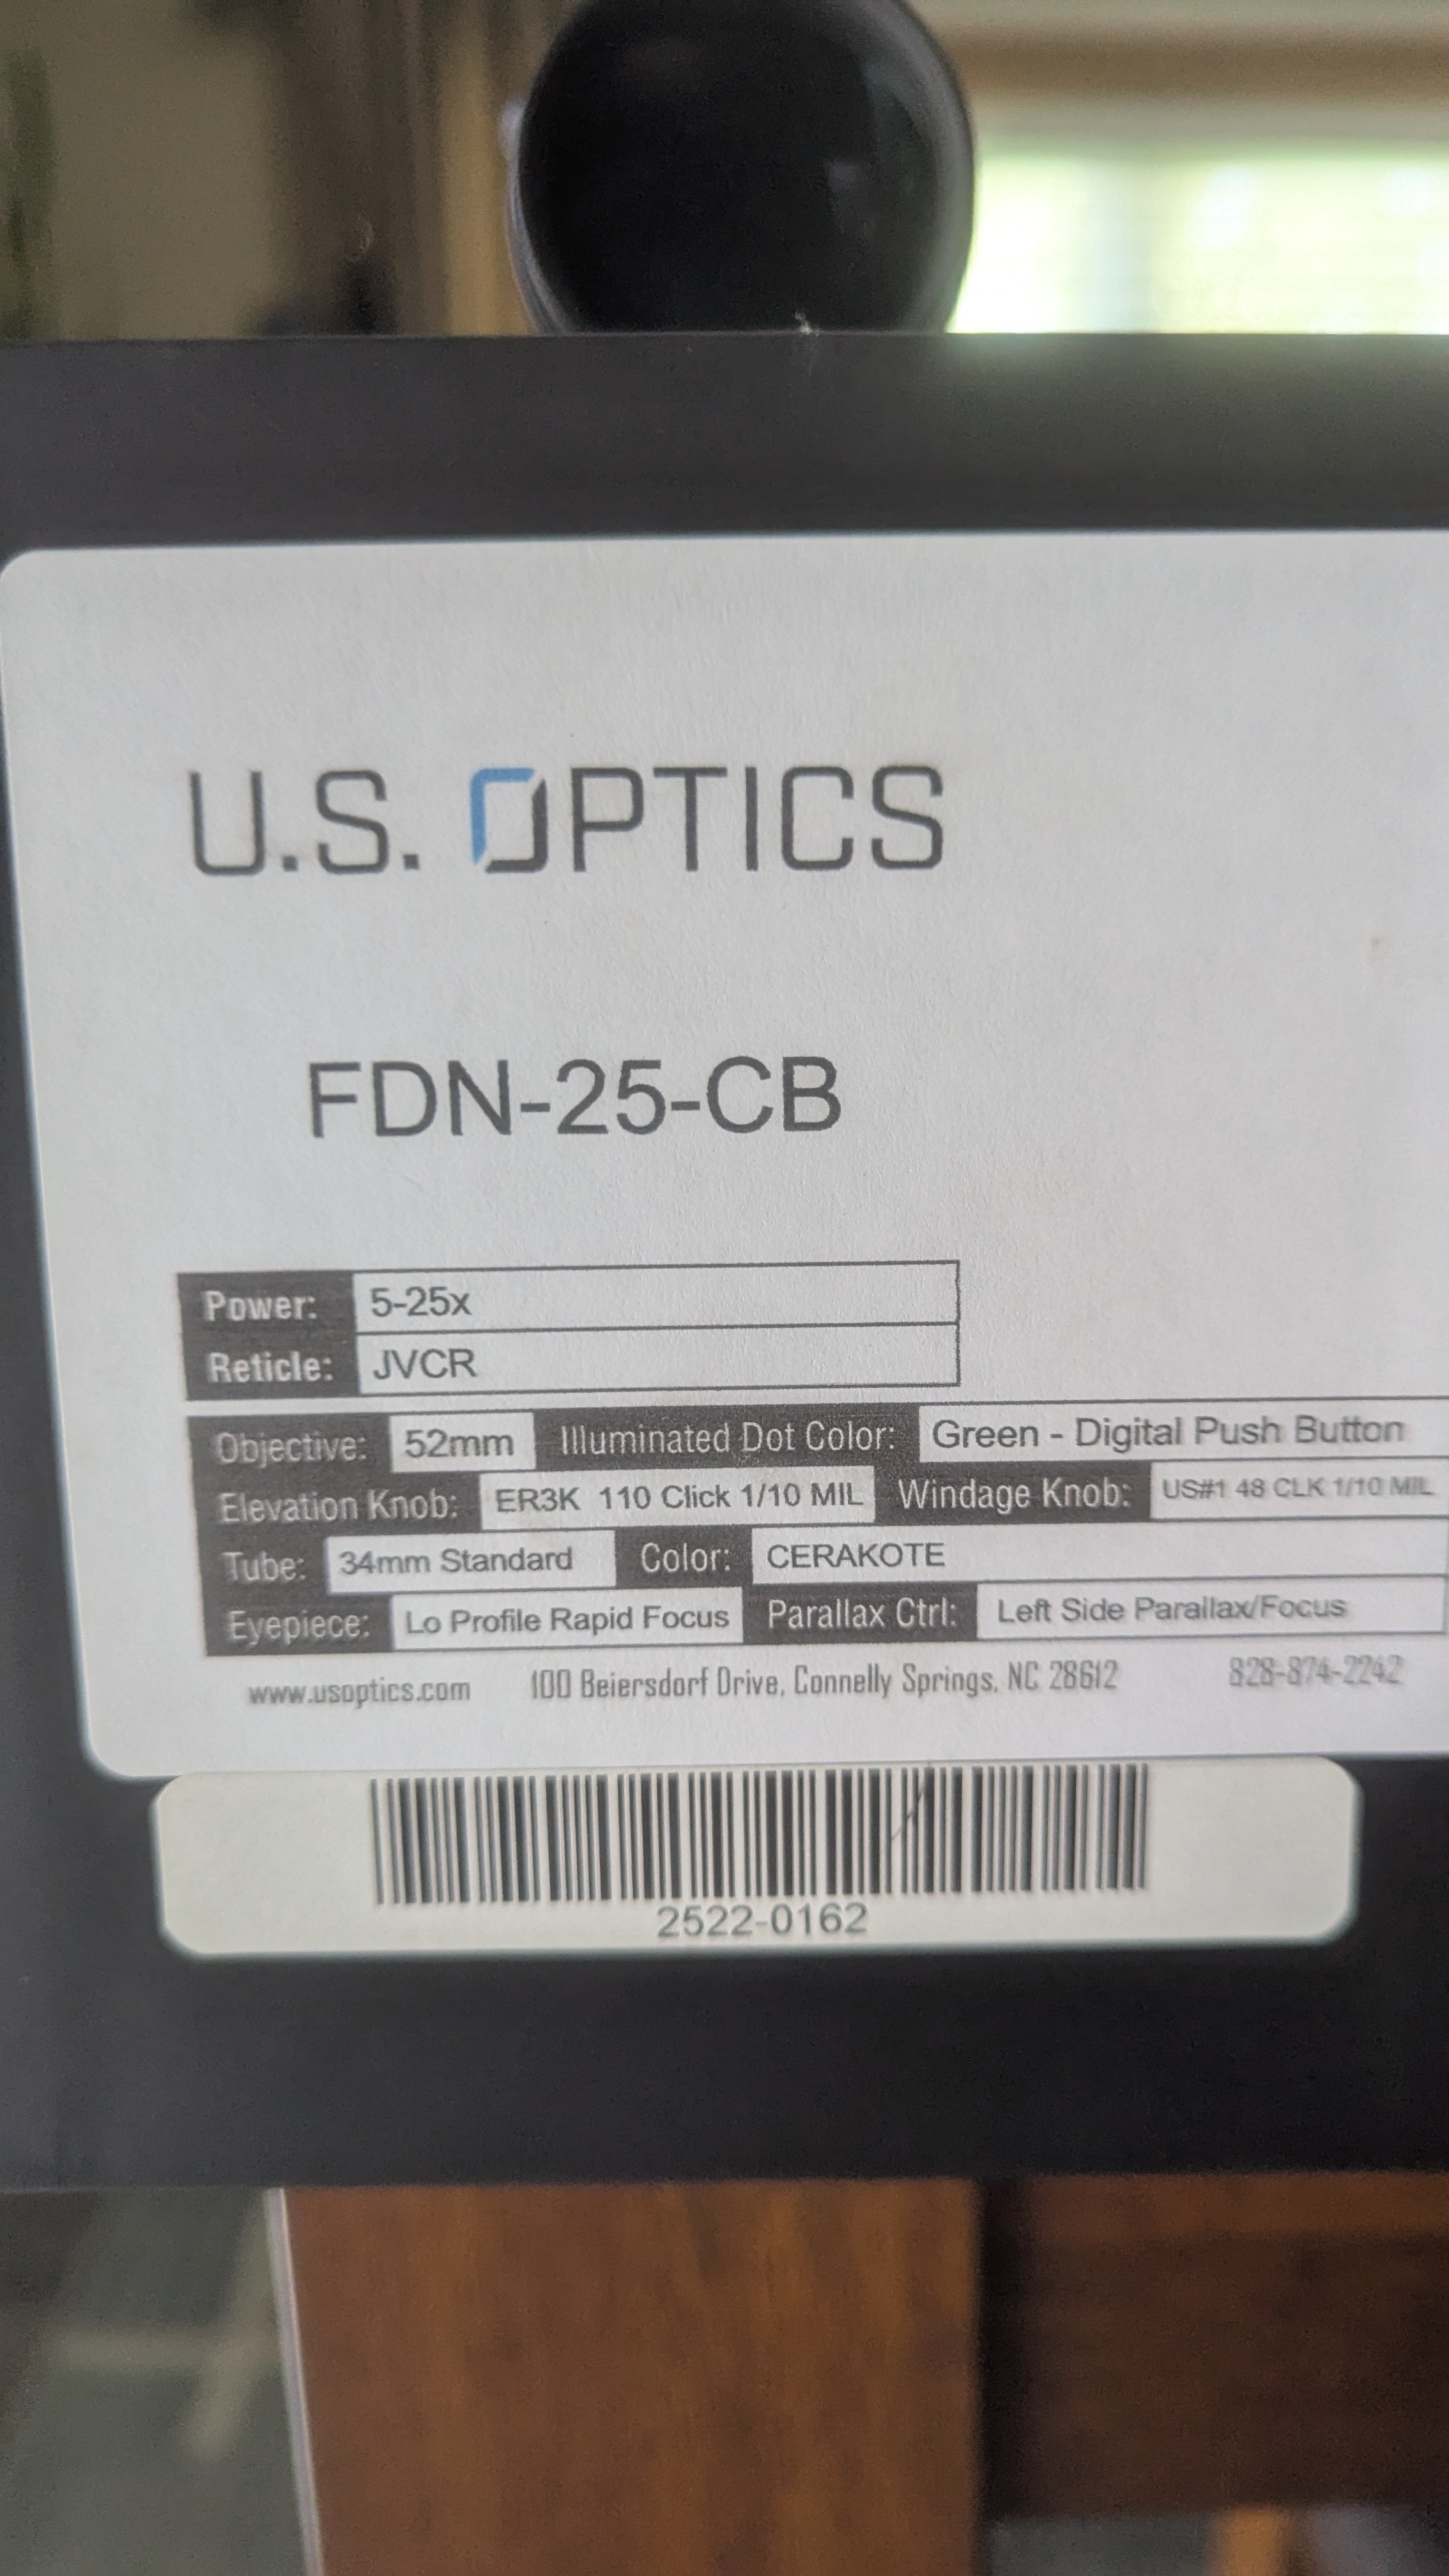 U.S. OPTICS
FDN-25-CB
Power: 5-25x
Reticle: JVCR
Objective: 52mm Illuminated Dot Color: Green - Digital Push Button
Elevation Knob: ER3K 110 Click 1/10 MIL Windage Knob: US#1 48 CLK 1/10 MIL
Tube: 34mm Standard Color: CERAKOTE
Eyepiece: Lo Profile Rapid Focus Parallax Ctrl: Left Side Parallax/Focus
www.usoptics.com 100 Beiersdorf Drive, Connelly Springs, NC 28612 828-874-2242
2522-0162